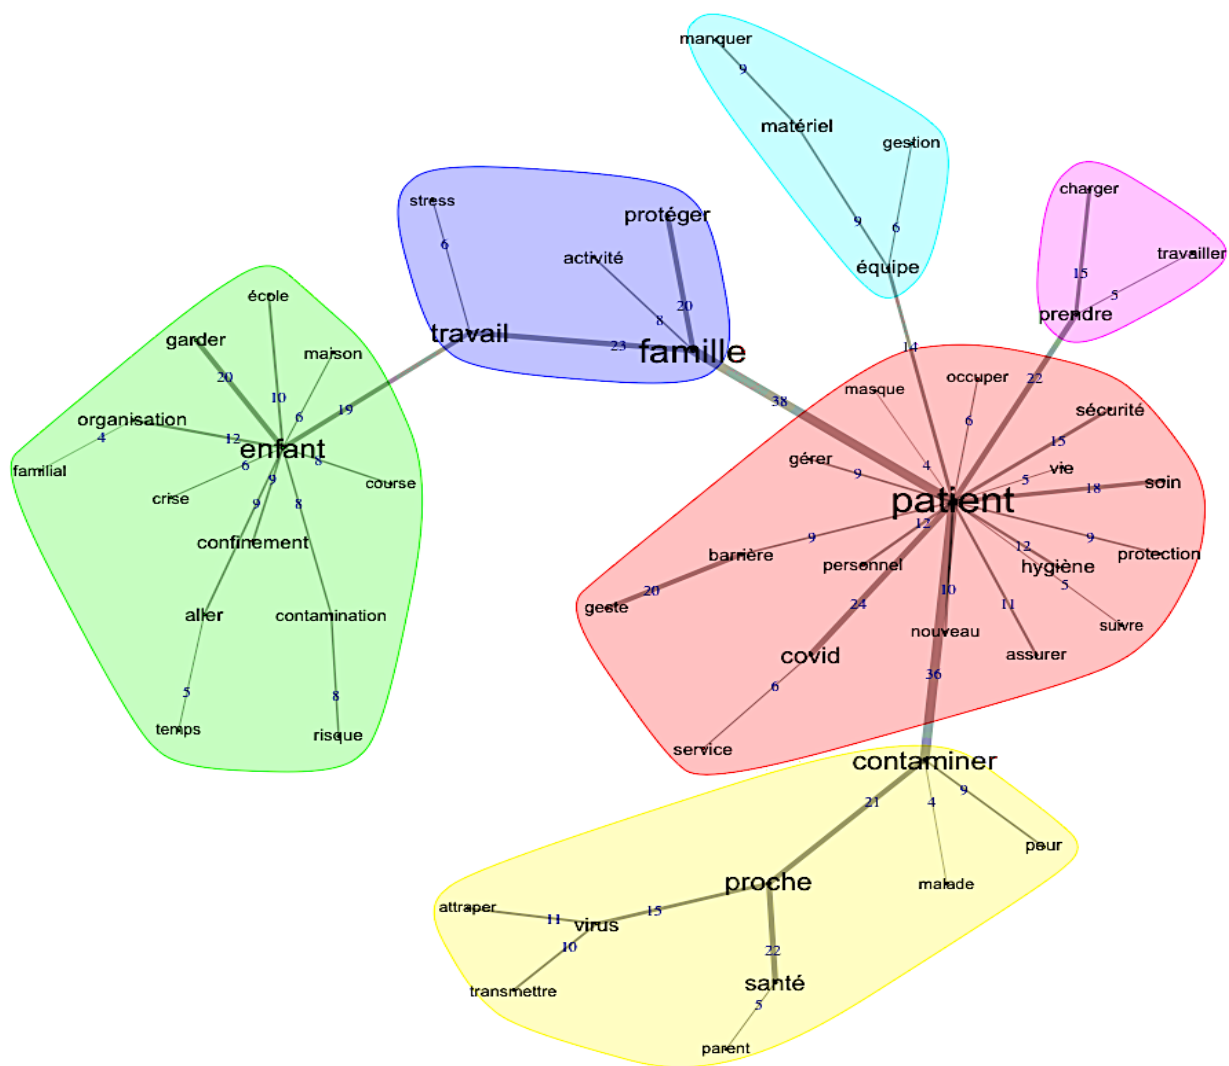 manquer
9
matériel
gestion
9
6
équipe
14
charger
15
travailler
5
prendre
22
stress
6
protéger
activité
20
8
travail
23
famille
38
19
école
garder
maison
20
10
6
organisation
12
4
familial
enfant
6
9
8
crise
course
9
8
confinement
aller
contamination
5
8
temps
risque
masque
occuper
6
sécurité
15
4
gérer
9
vie
5
18
soin
patient
12
9
barrière
9
personnel
12
hygiène
protection
5
20
geste
24
10
11
nouveau
suivre
covid
assurer
36
6
service
contaminer
21
4
9
peur
malade
proche
attraper
11
15
virus
10
22
transmettre
santé
5
parent